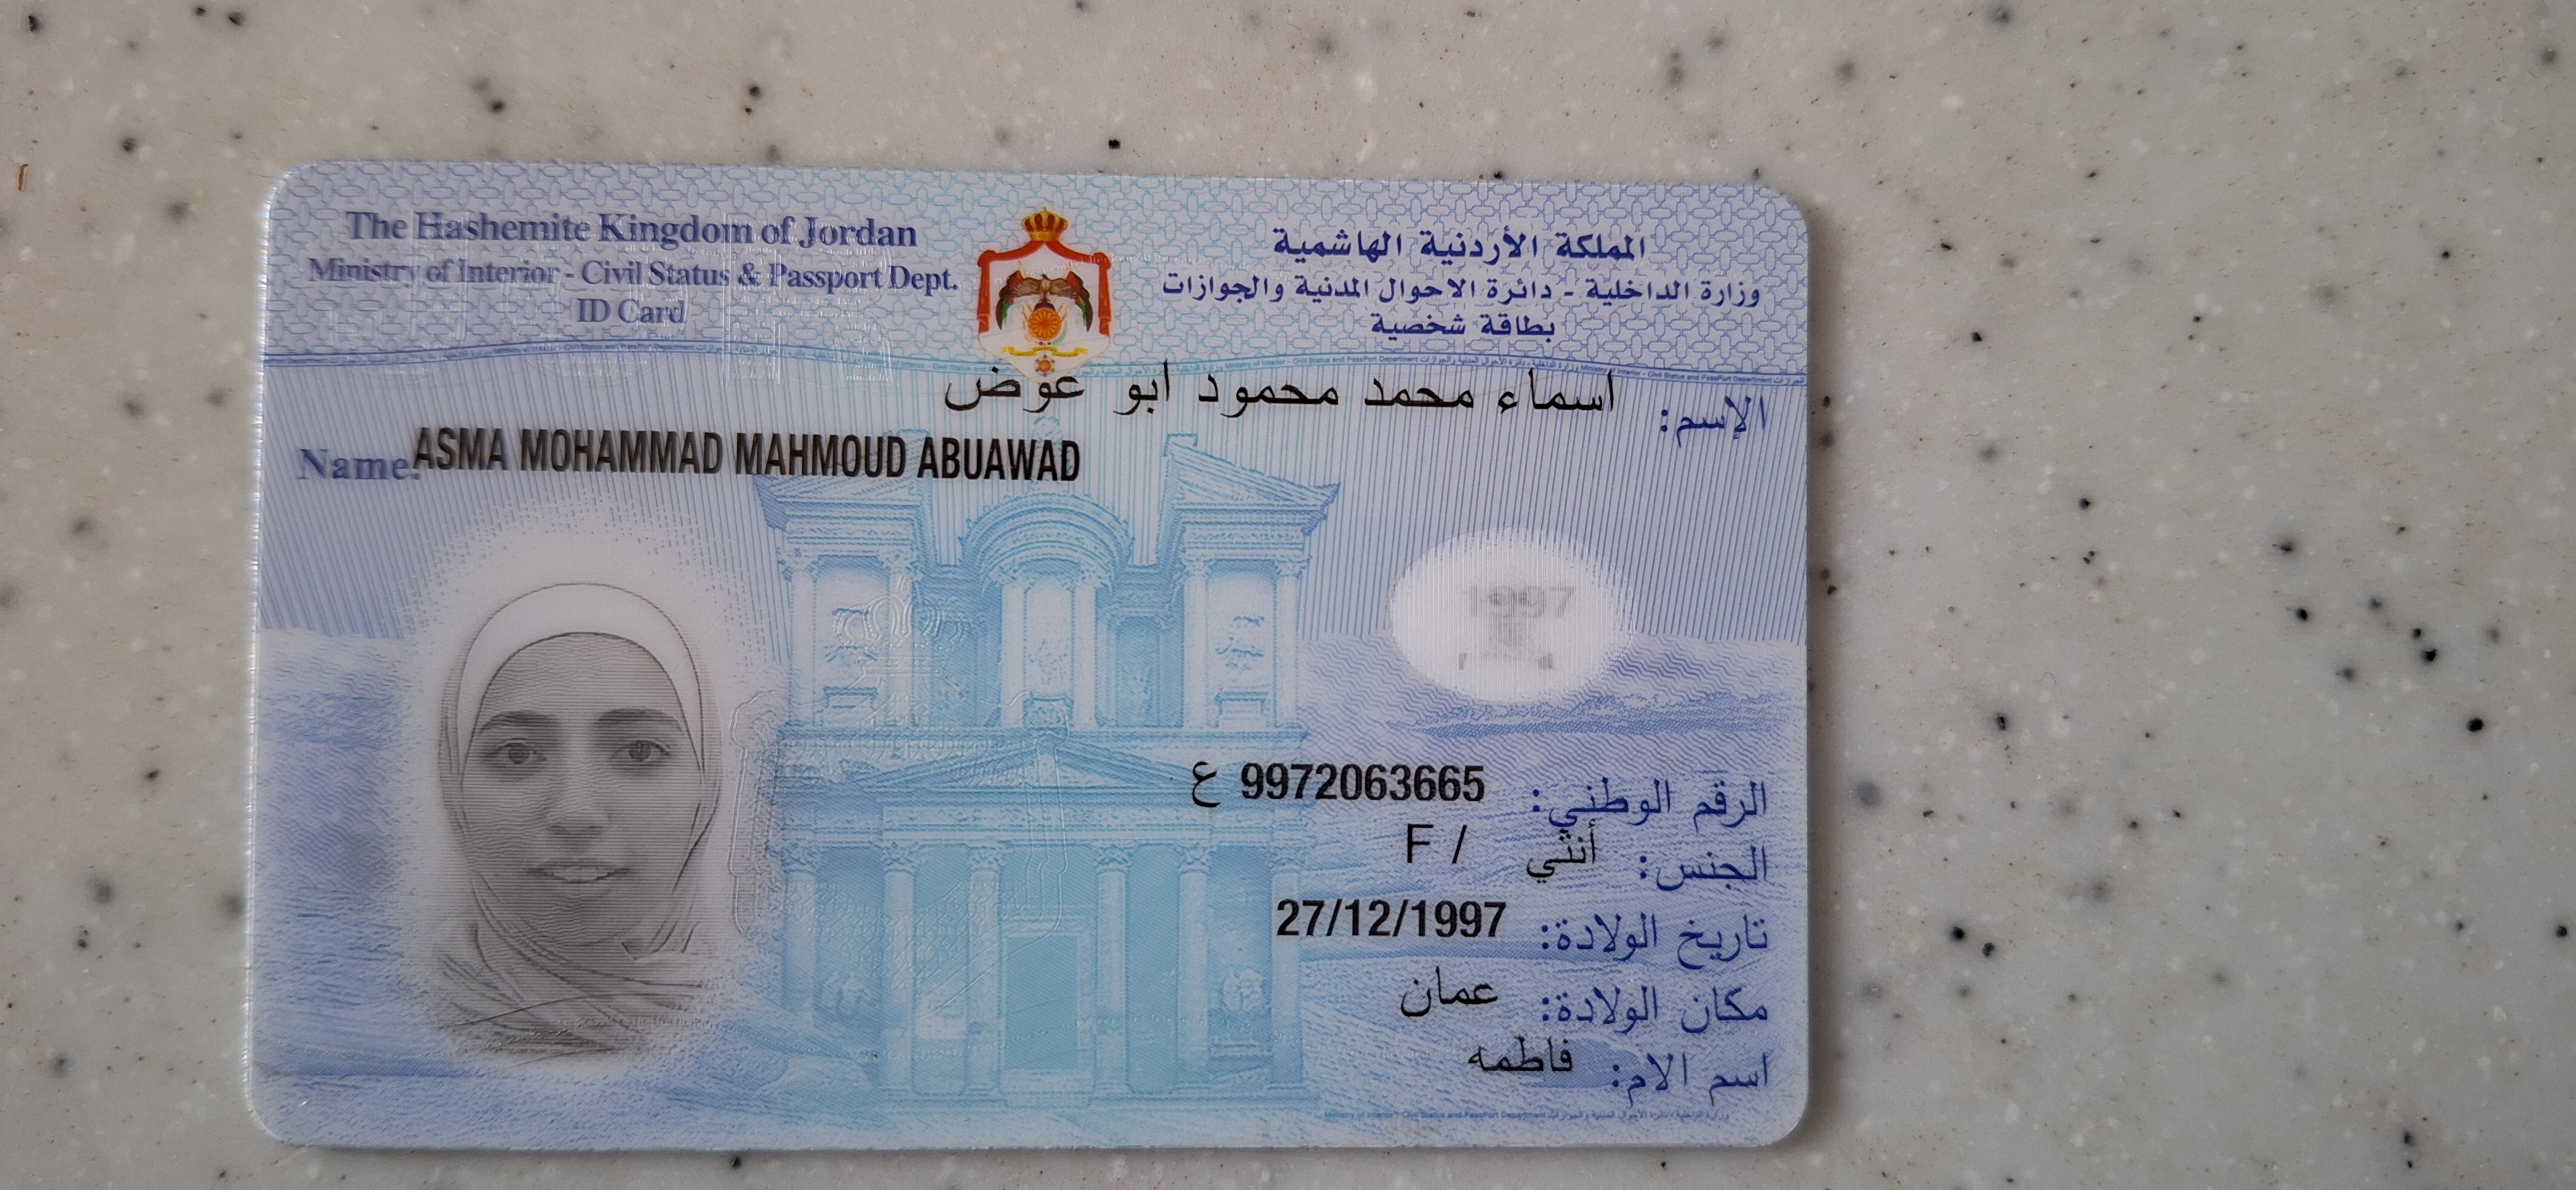 The Hashemite Kingdom of Jordan
Ministry of Interior - Civil Status & Passport Dept.
ID Card
المملكة الأردنية الهاشمية
وزارة الداخلية - دائرة الاحوال المدنية والجوازات
بطاقة شخصية
الإسم: اسماء محمد محمود ابو عوض
Name: ASMA MOHAMMAD MAHMOUD ABUAWAD
1997
الرقم الوطني: 9972063665 ع
الجنس: أنثي / F
تاريخ الولادة: 27/12/1997
مكان الولادة: عمان
اسم الام: فاطمه